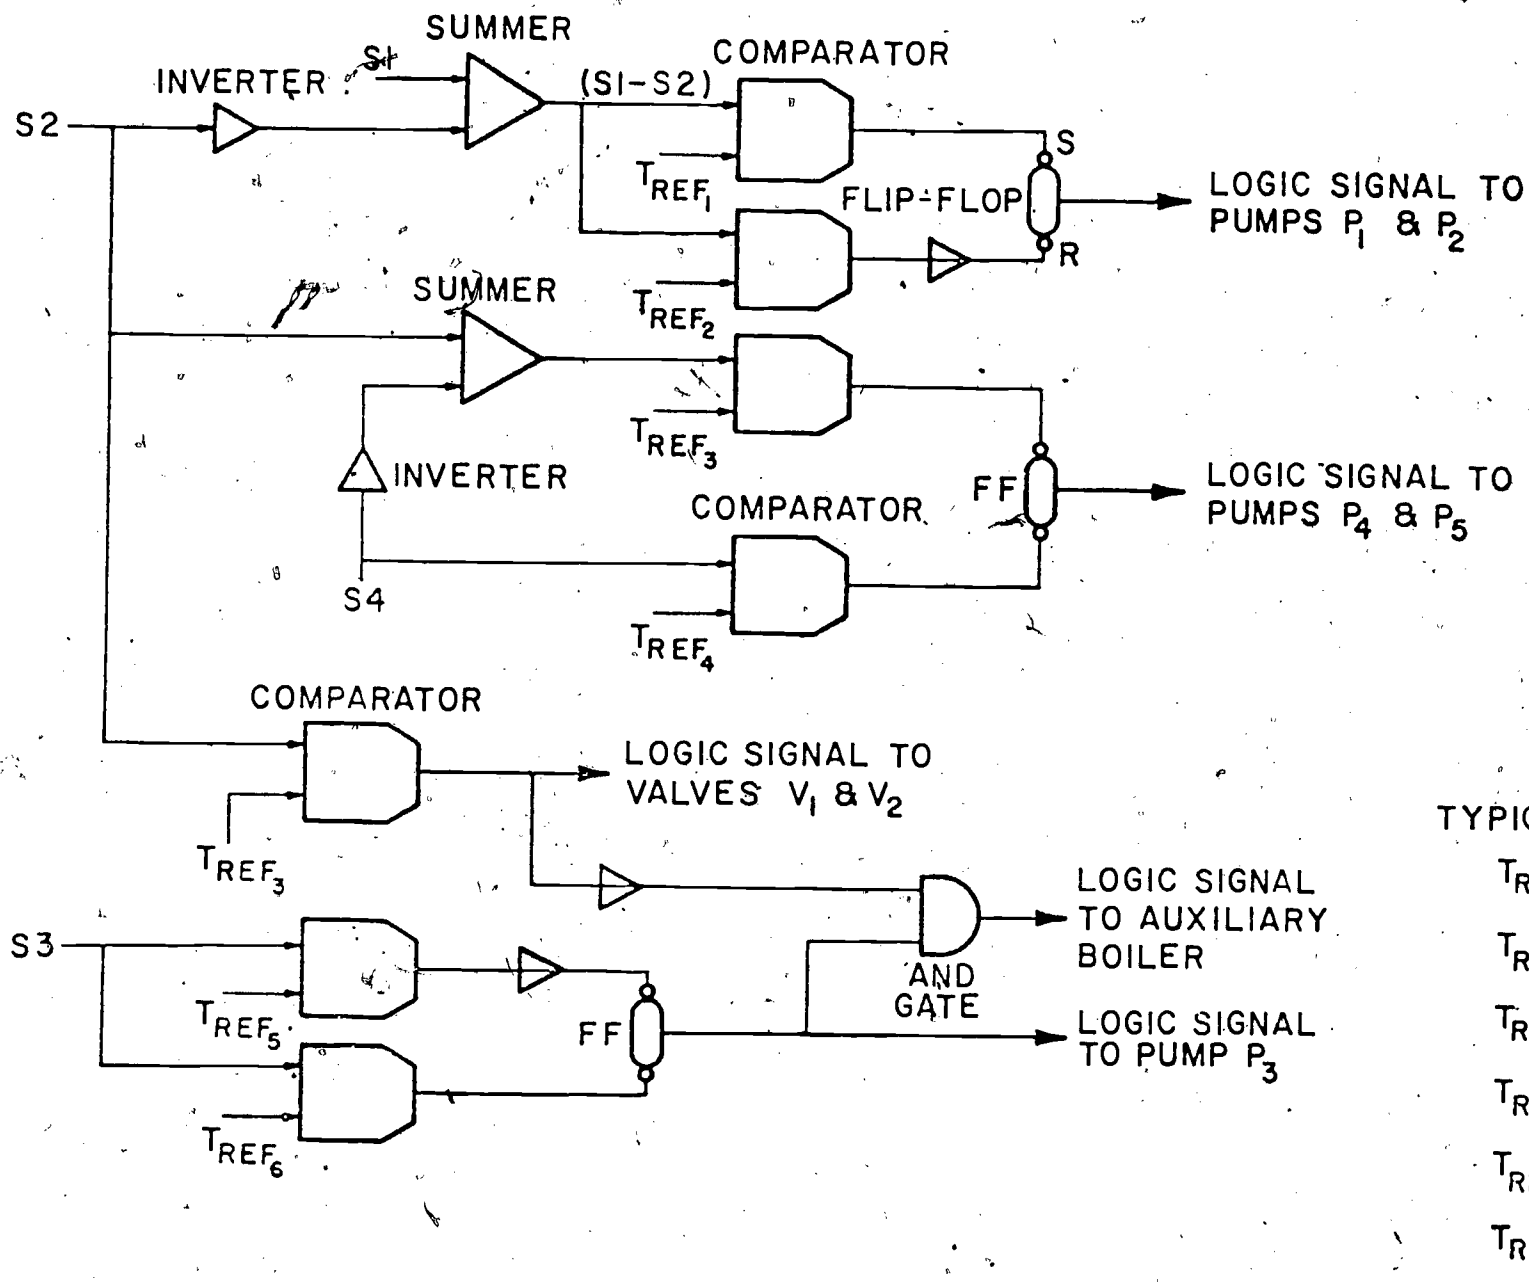 SUMMER
S1
INVERTER
COMPARATOR
(S1-S2)
S2
S
T REF1
FLIP-FLOP
LOGIC SIGNAL TO
PUMPS P1 & P2
R
SUMMER
T REF2
T REF3
INVERTER
FF
LOGIC SIGNAL TO
PUMPS P4 & P5
COMPARATOR
S4
T REF4
COMPARATOR
LOGIC SIGNAL TO
VALVES V1 & V2
T REF3
LOGIC SIGNAL
TO AUXILIARY
BOILER
S3
AND
GATE
T REF5
FF
LOGIC SIGNAL
TO PUMP P3
T REF6